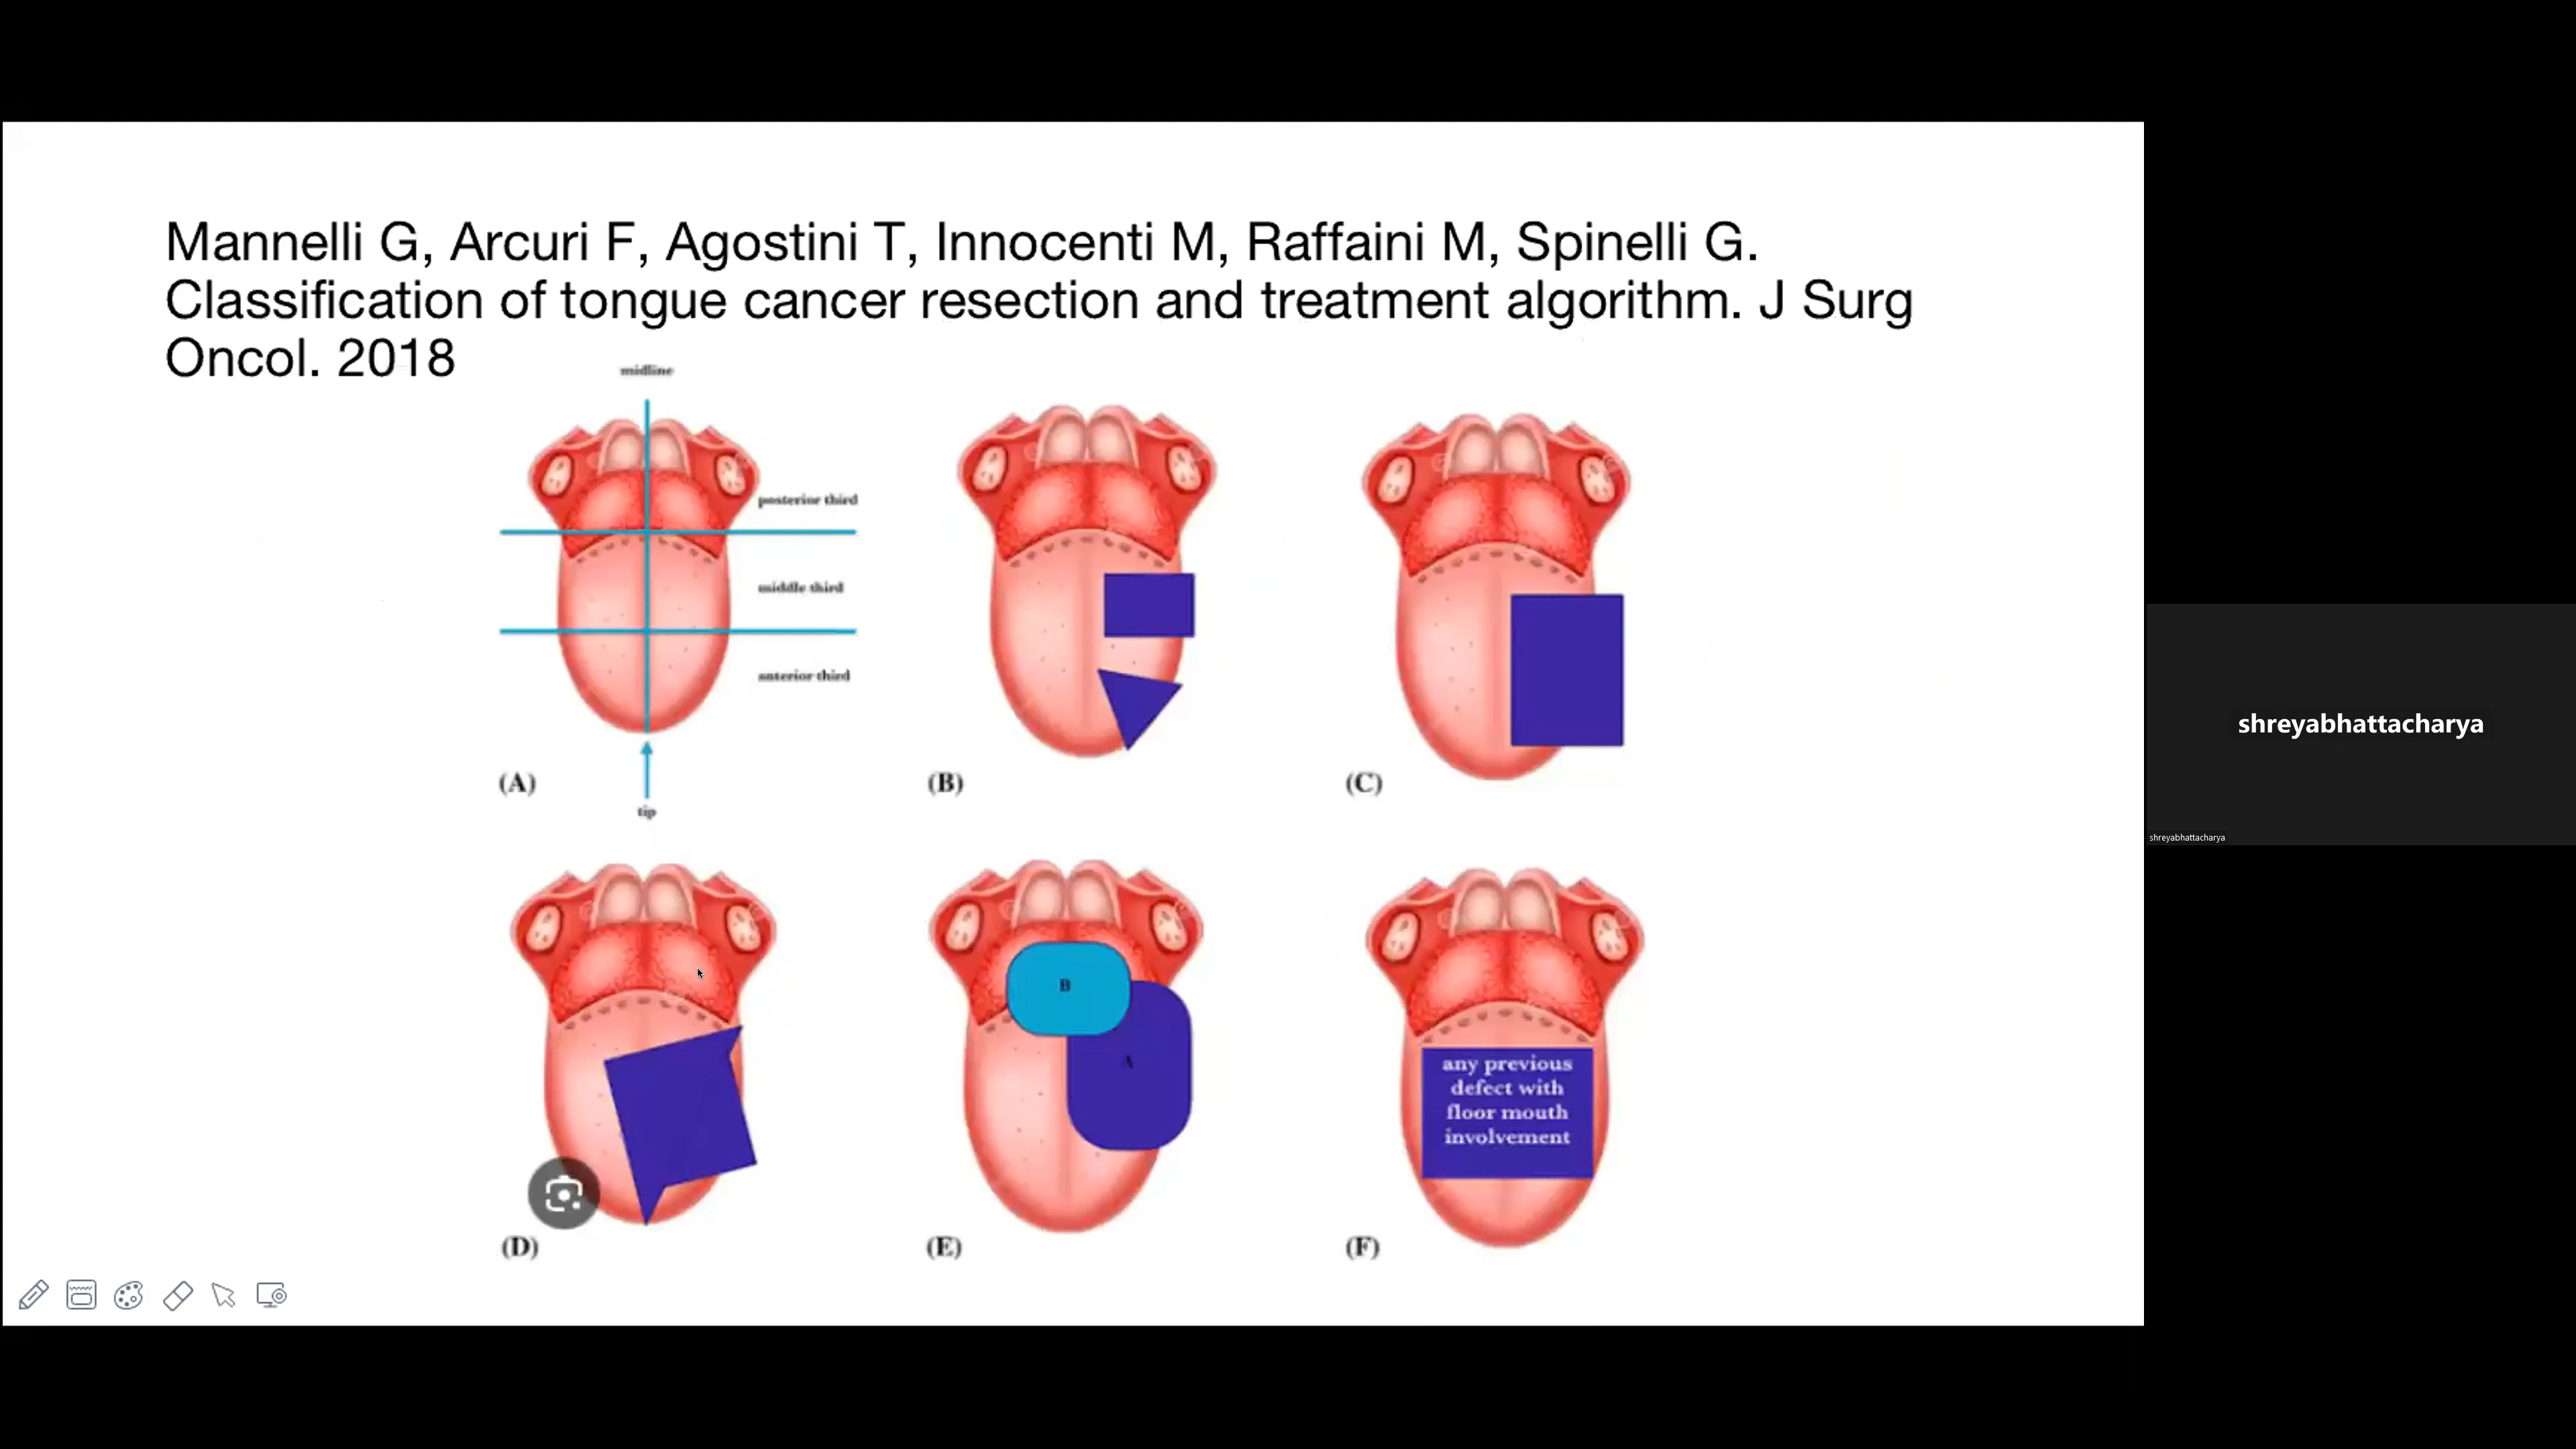 Mannelli G, Arcuri F, Agostini T, Innocenti M, Raffaini M, Spinelli G.
Classification of tongue cancer resection and treatment algorithm. J Surg
Oncol. 2018
midline
posterior third
middle third
anterior third
(A)
tip
(B)
(C)
(D)
B
A
(E)
any previous
defect with
floor mouth
involvement
(F)
shreyabhattacharya
shreyabhattacharya